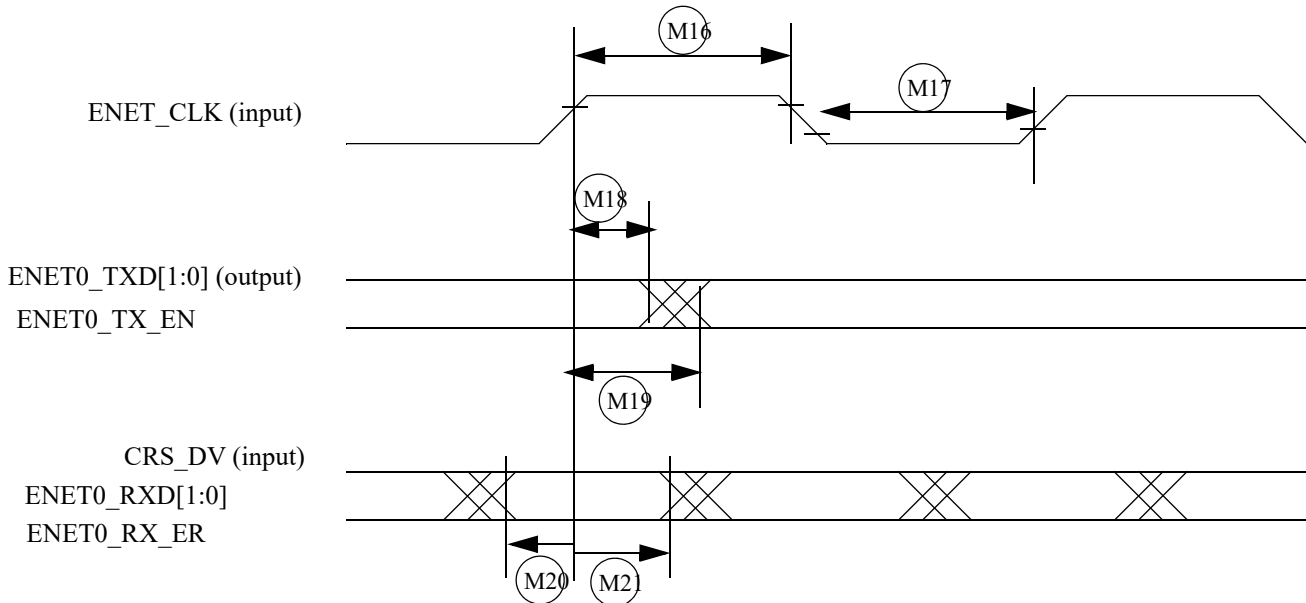 M16
ENET_CLK (input)
M17
M18
ENET0_TXD[1:0] (output)
ENET0_TX_EN
M19
CRS_DV (input)
ENET0_RXD[1:0]
ENET0_RX_ER
M20
M21